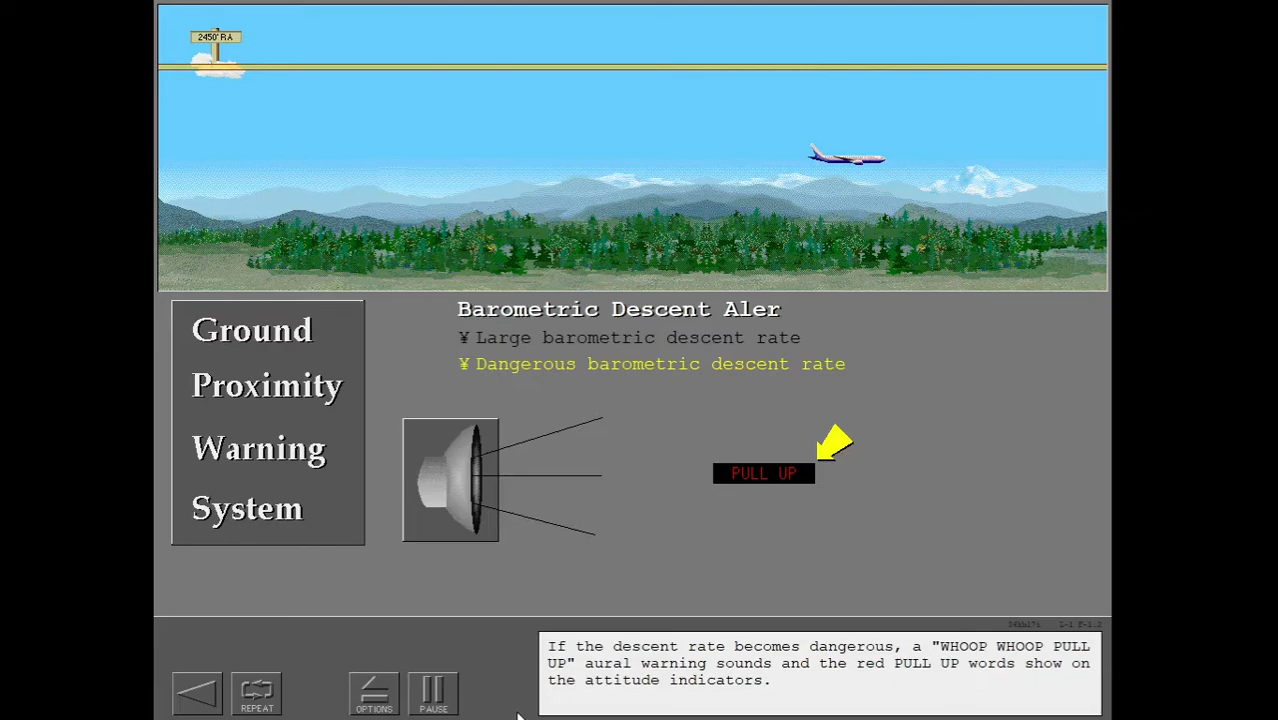 2450' RA
Ground
Proximity
Warning
System
Barometric Descent Aler
¥ Large barometric descent rate
¥ Dangerous barometric descent rate
PULL UP
If the descent rate becomes dangerous, a "WHOOP WHOOP PULL
UP" aural warning sounds and the red PULL UP words show on
the attitude indicators.
REPEAT
OPTIONS
PAUSE